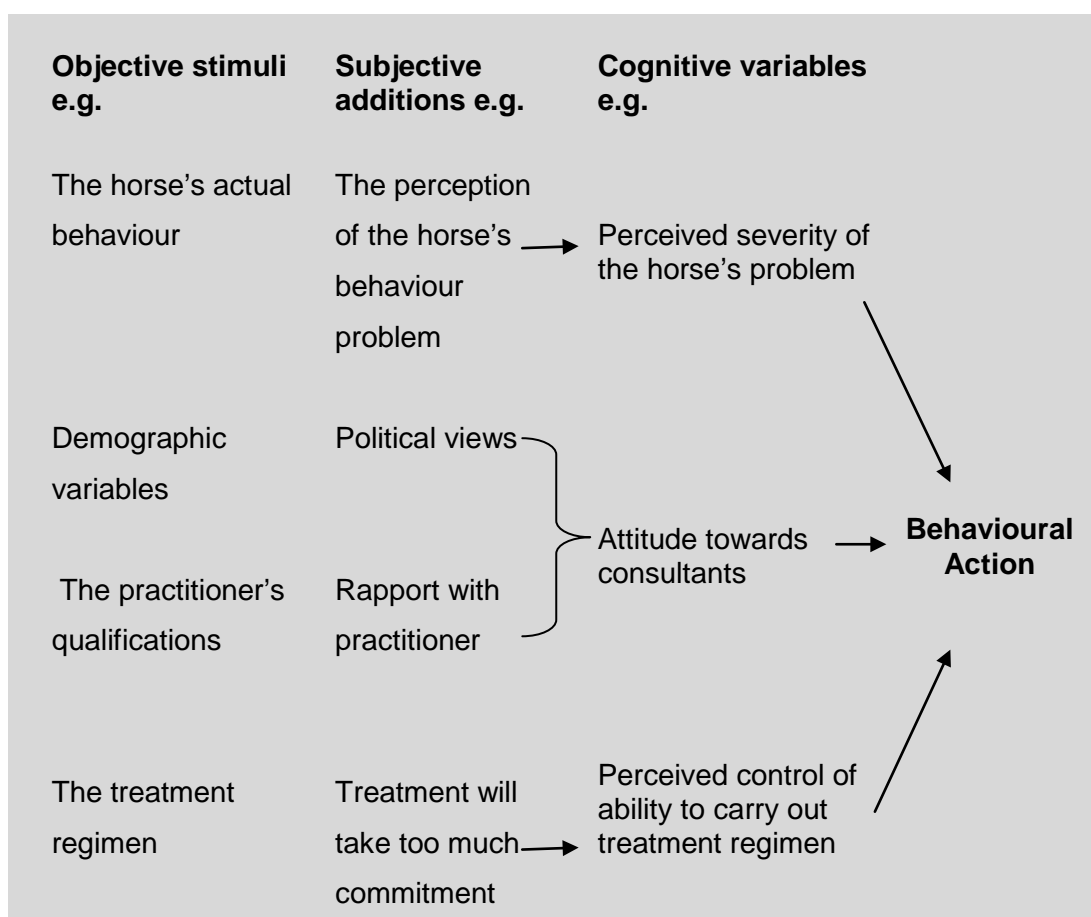 Objective stimuli
e.g.
Subjective
additions e.g.
Cognitive variables
e.g.
The horse’s actual
behaviour
The perception
of the horse’s
behaviour
problem
Perceived severity of
the horse’s problem
Demographic
variables
Political views
The practitioner’s
qualifications
Rapport with
practitioner
Attitude towards
consultants
Behavioural
Action
The treatment
regimen
Treatment will
take too much
commitment
Perceived control of
ability to carry out
treatment regimen